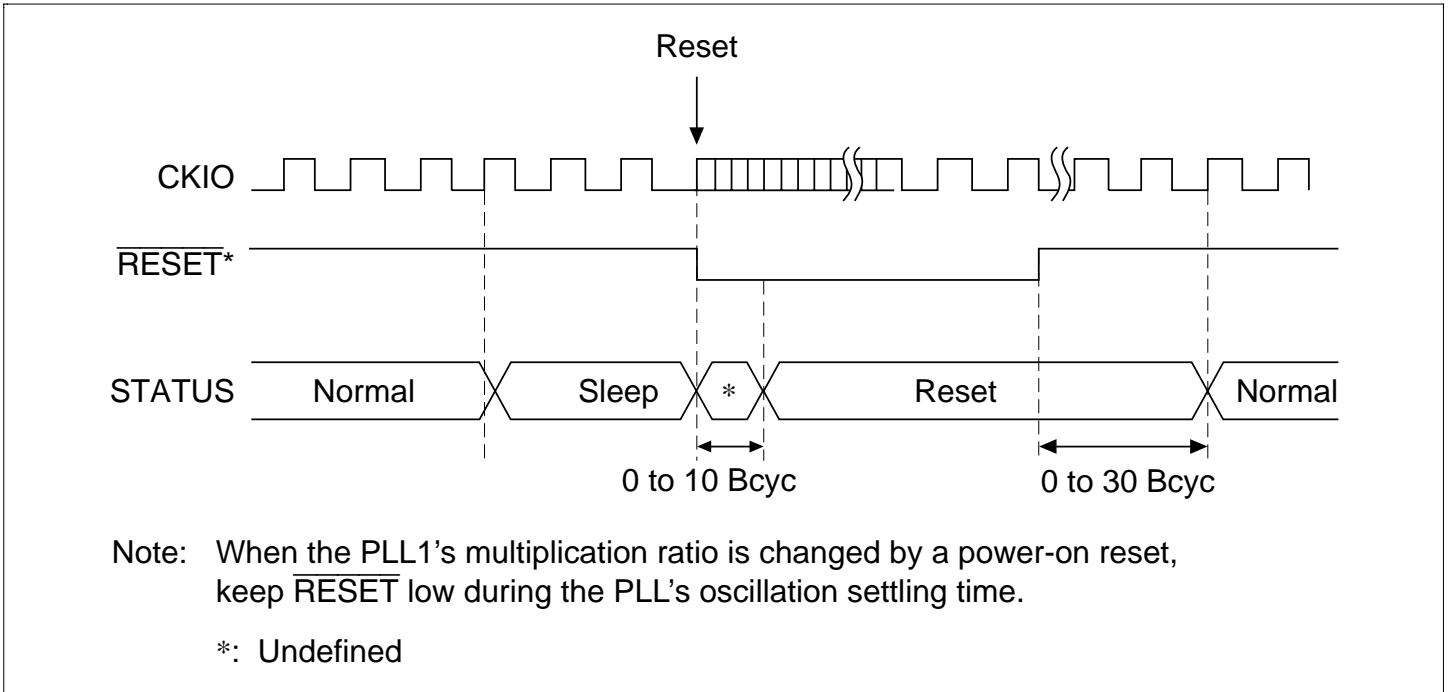 Reset
CKIO
RESET*
STATUS Normal Sleep * Reset Normal
0 to 10 Bcyc 0 to 30 Bcyc
Note: When the PLL1’s multiplication ratio is changed by a power-on reset,
keep RESET low during the PLL’s oscillation settling time.
*: Undefined